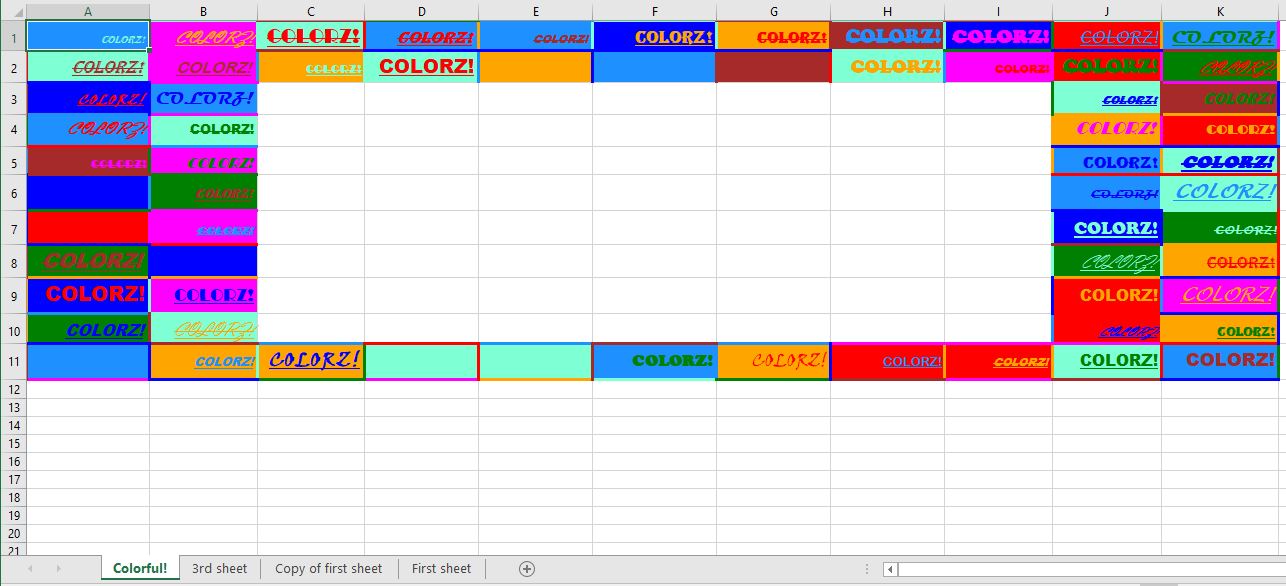 A B C D E F G H I J K
1 COLORZ! COLORZ! COLORZ! COLORZ! COLORZ! COLORZ! COLORZ! COLORZ! COLORZ! COLORZ! COLORZ!
2 COLORZ! COLORZ! COLORZ! COLORZ! COLORZ! COLORZ! COLORZ! COLORZ!
3 COLORZ! COLORZ! COLORZ! COLORZ!
4 COLORZ! COLORZ! COLORZ! COLORZ!
5 COLORZ! COLORZ! COLORZ! COLORZ!
6 COLORZ! COLORZ! COLORZ!
7 COLORZ! COLORZ! COLORZ!
8 COLORZ! COLORZ! COLORZ!
9 COLORZ! COLORZ! COLORZ! COLORZ!
10 COLORZ! COLORZ! COLORZ! COLORZ!
11 COLORZ! COLORZ! COLORZ! COLORZ! COLORZ! COLORZ! COLORZ! COLORZ!
12
13
14
15
16
17
18
19
20
21
Colorful! 3rd sheet Copy of first sheet First sheet